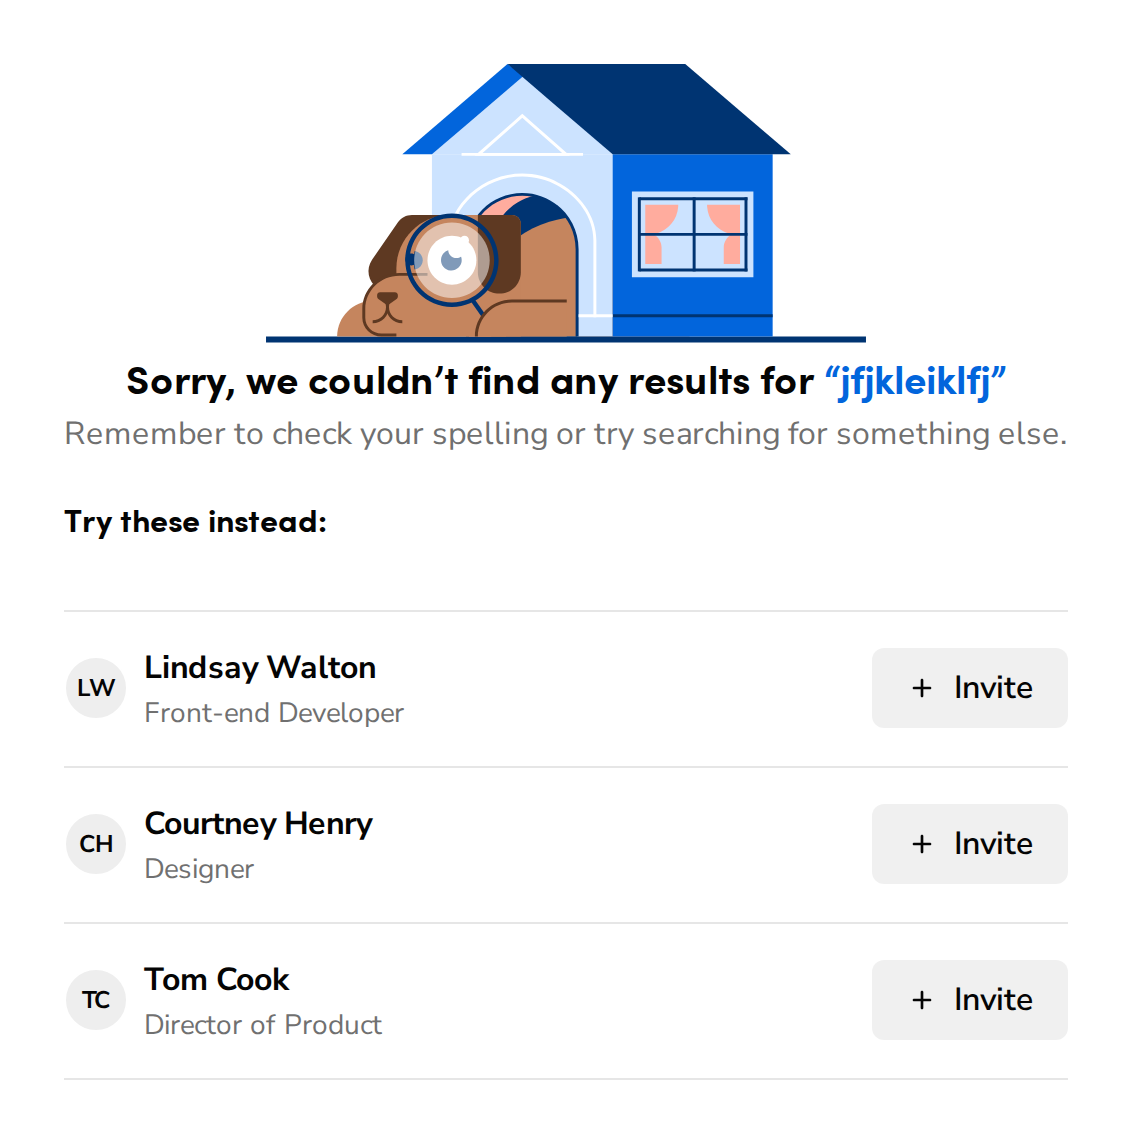 Sorry, we couldn’t find any results for “jfjkleiklfj”
Remember to check your spelling or try searching for something else.
Try these instead:
LW
Lindsay Walton
Front-end Developer
+ Invite
CH
Courtney Henry
Designer
+ Invite
TC
Tom Cook
Director of Product
+ Invite